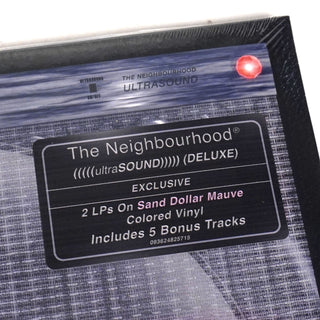 ULTRASOUND
THE NEIGHBOURHOOD
ULTRASOUND
The Neighbourhood®
(((((ultraSOUND))))) (DELUXE)
EXCLUSIVE
2 LPs On Sand Dollar Mauve
Colored Vinyl
Includes 5 Bonus Tracks
093624825715